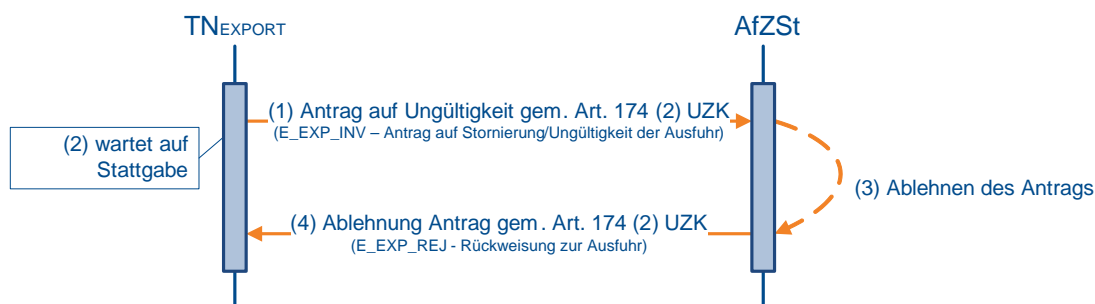 TNEXPORT
AfZSt
(1) Antrag auf Ungültigkeit gem. Art. 174 (2) UZK
(E_EXP_INV – Antrag auf Stornierung/Ungültigkeit der Ausfuhr)
(2) wartet auf
Stattgabe
(3) Ablehnen des Antrags
(4) Ablehnung Antrag gem. Art. 174 (2) UZK
(E_EXP_REJ - Rückweisung zur Ausfuhr)